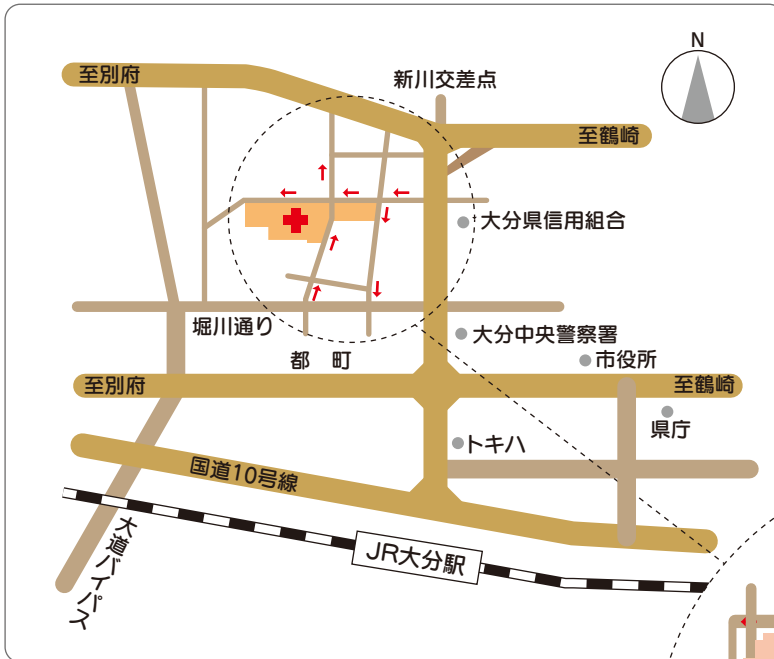 N
新川交差点
至別府
至鶴崎
大分県信用組合
堀川通り
大分中央警察署
都 町
市役所
至別府
至鶴崎
県庁
トキハ
国道10号線
JR大分駅
大道バイパス